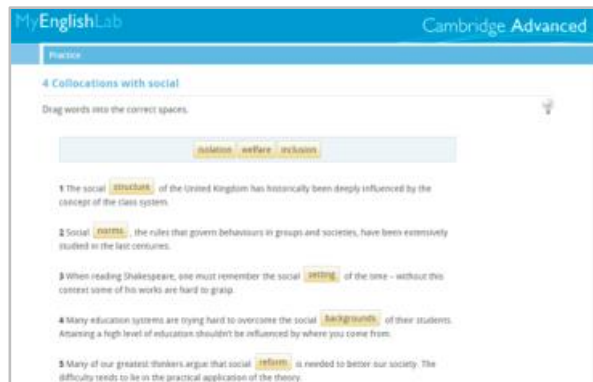 MyEnglishLab
Cambridge Advanced
Practice
4 Collocations with social
Drag words into the correct spaces.
isolation welfare inclusion
1 The social structure of the United Kingdom has historically been deeply influenced by the
concept of the class system.
2 Social norms, the rules that govern behaviours in groups and societies, have been extensively
studied in the last centuries.
3 When reading Shakespeare, one must remember the social setting of the time – without this
context some of his works are hard to grasp.
4 Many education systems are trying hard to overcome the social backgrounds of their students.
Attaining a high level of education shouldn't be influenced by where you come from.
5 Many of our greatest thinkers argue that social reform is needed to better our society. The
difficulty tends to lie in the practical application of the theory.